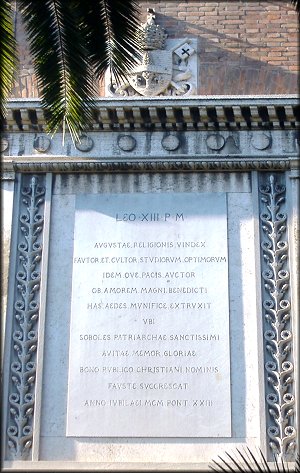 LEO·XIII·P·M
AVGVSTAE·RELIGIONIS·VINDEX
FAVTOR·ET·CVLTOR·STVDIORVM·OPTIMORVM
IDEM·QVE·PACIS·AVCTOR
OB·AMOREM·MAGNI·BENEDICTI
HAS·AEDES·MVNIFICE·EXTRVXIT
VBI
SOBOLES·PATRIARCHAE·SANCTISSIMI
AVITAE·MEMOR·GLORIAE
BONO·PVBLICO·CHRISTIANI·NOMINIS
FAVSTE·SVCCRESCAT
ANNO·IVBILAEI·MCM·PONT·XXIII